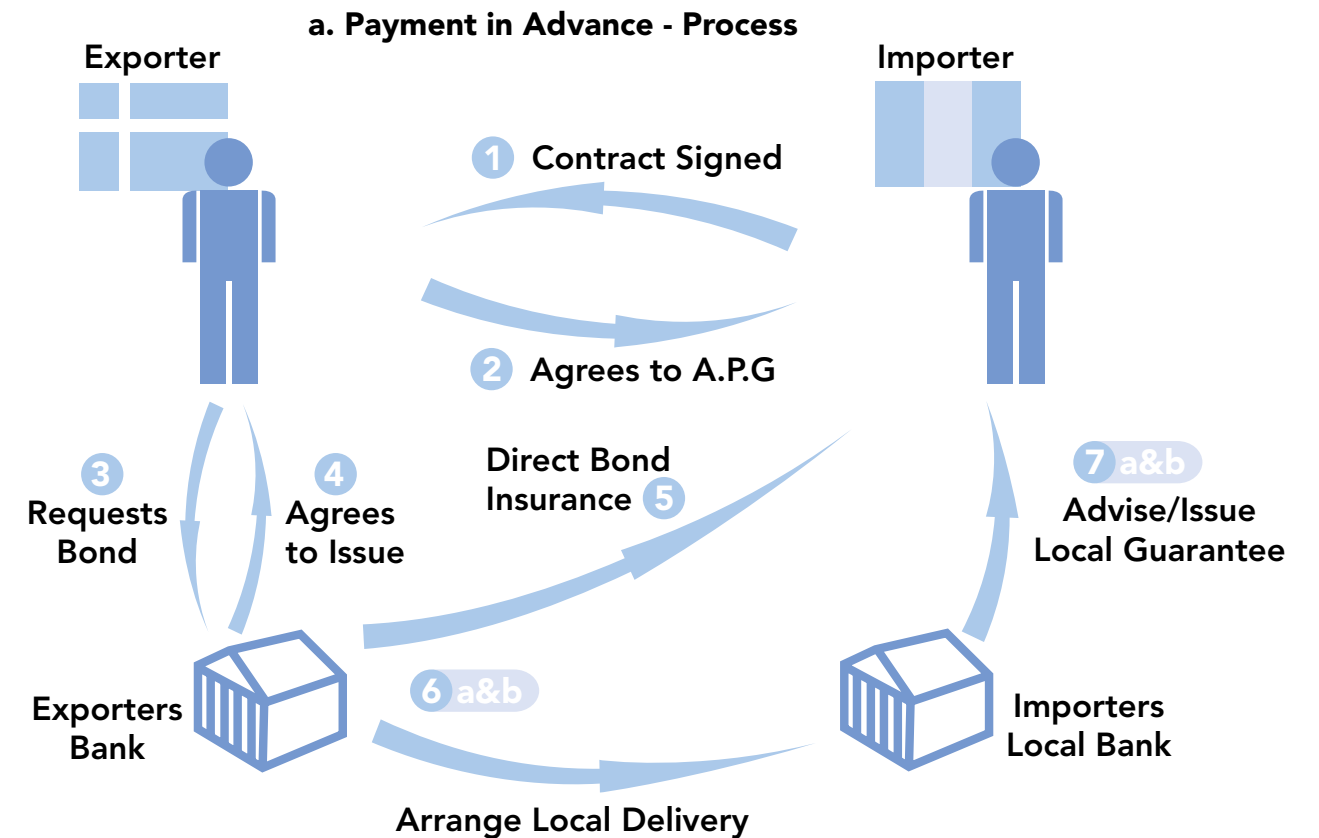 a. Payment in Advance - Process
Exporter
Importer
1 Contract Signed
2 Agrees to A.P.G
3
Requests
Bond
4
Agrees
to Issue
Direct Bond
Insurance 5
7 a&b
Advise/Issue
Local Guarantee
6 a&b
Exporters
Bank
Importers
Local Bank
Arrange Local Delivery